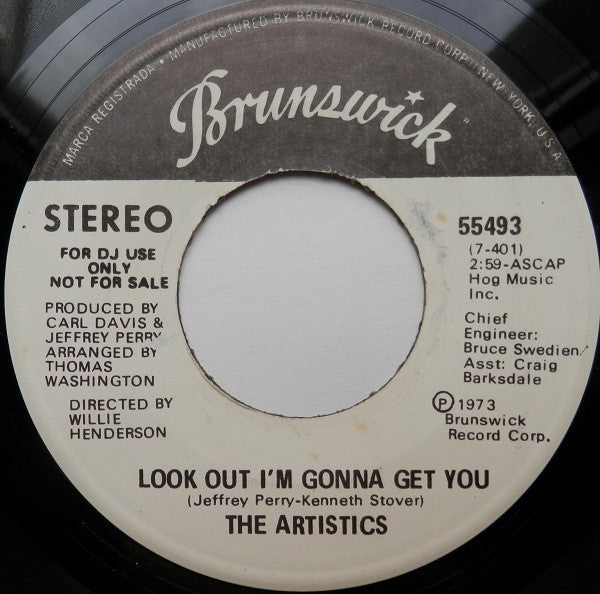 MARCA REGISTRADA • MANUFACTURED BY BRUNSWICK RECORD CORP. NEW YORK, U.S.A.
Brunswick®
STEREO
FOR DJ USE
ONLY
NOT FOR SALE
PRODUCED BY
CARL DAVIS &
JEFFREY PERRY
ARRANGED BY
THOMAS
WASHINGTON
DIRECTED BY
WILLIE
HENDERSON
55493
(7-401)
2:59-ASCAP
Hog Music
Inc.
Chief
Engineer:
Bruce Swedien/
Asst: Craig
Barksdale
Ⓟ 1973
Brunswick
Record Corp.
LOOK OUT I'M GONNA GET YOU
(Jeffrey Perry-Kenneth Stover)
THE ARTISTICS